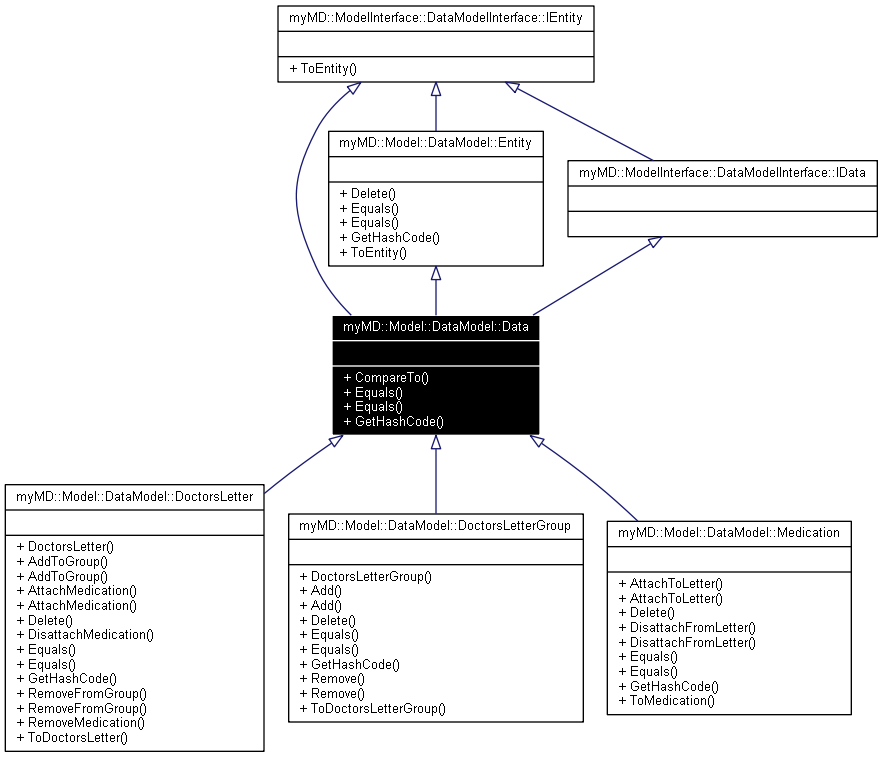 myMD::ModelInterface::DataModelInterface::IEntity
+ ToEntity()
myMD::Model::DataModel::Entity
+ Delete()
+ Equals()
+ Equals()
+ GetHashCode()
+ ToEntity()
myMD::ModelInterface::DataModelInterface::IData
myMD::Model::DataModel::Data
+ CompareTo()
+ Equals()
+ Equals()
+ GetHashCode()
myMD::Model::DataModel::DoctorsLetter
+ DoctorsLetter()
+ AddToGroup()
+ AddToGroup()
+ AttachMedication()
+ AttachMedication()
+ Delete()
+ DisattachMedication()
+ Equals()
+ Equals()
+ GetHashCode()
+ RemoveFromGroup()
+ RemoveFromGroup()
+ RemoveMedication()
+ ToDoctorsLetter()
myMD::Model::DataModel::DoctorsLetterGroup
+ DoctorsLetterGroup()
+ Add()
+ Add()
+ Delete()
+ Equals()
+ Equals()
+ GetHashCode()
+ Remove()
+ Remove()
+ ToDoctorsLetterGroup()
myMD::Model::DataModel::Medication
+ AttachToLetter()
+ AttachToLetter()
+ Delete()
+ DisattachFromLetter()
+ DisattachFromLetter()
+ Equals()
+ Equals()
+ GetHashCode()
+ ToMedication()